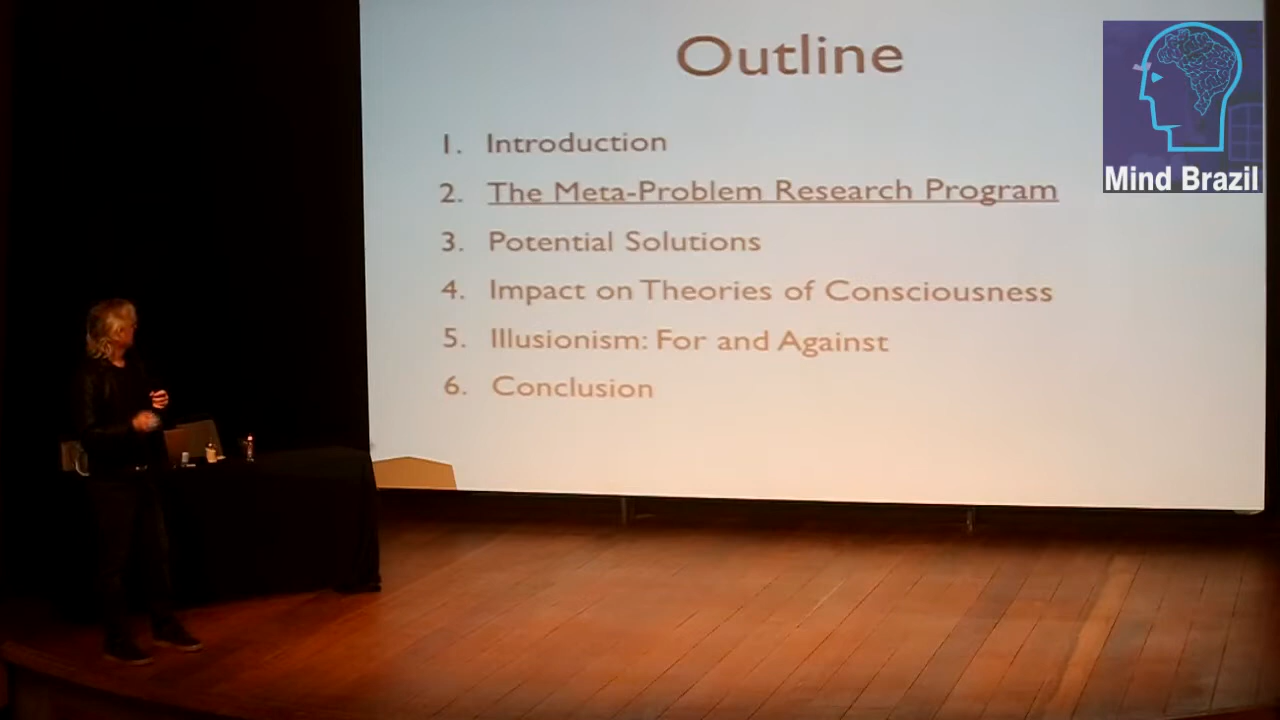 Outline
1. Introduction
2. The Meta-Problem Research Program
3. Potential Solutions
4. Impact on Theories of Consciousness
5. Illusionism: For and Against
6. Conclusion
Mind Brazil